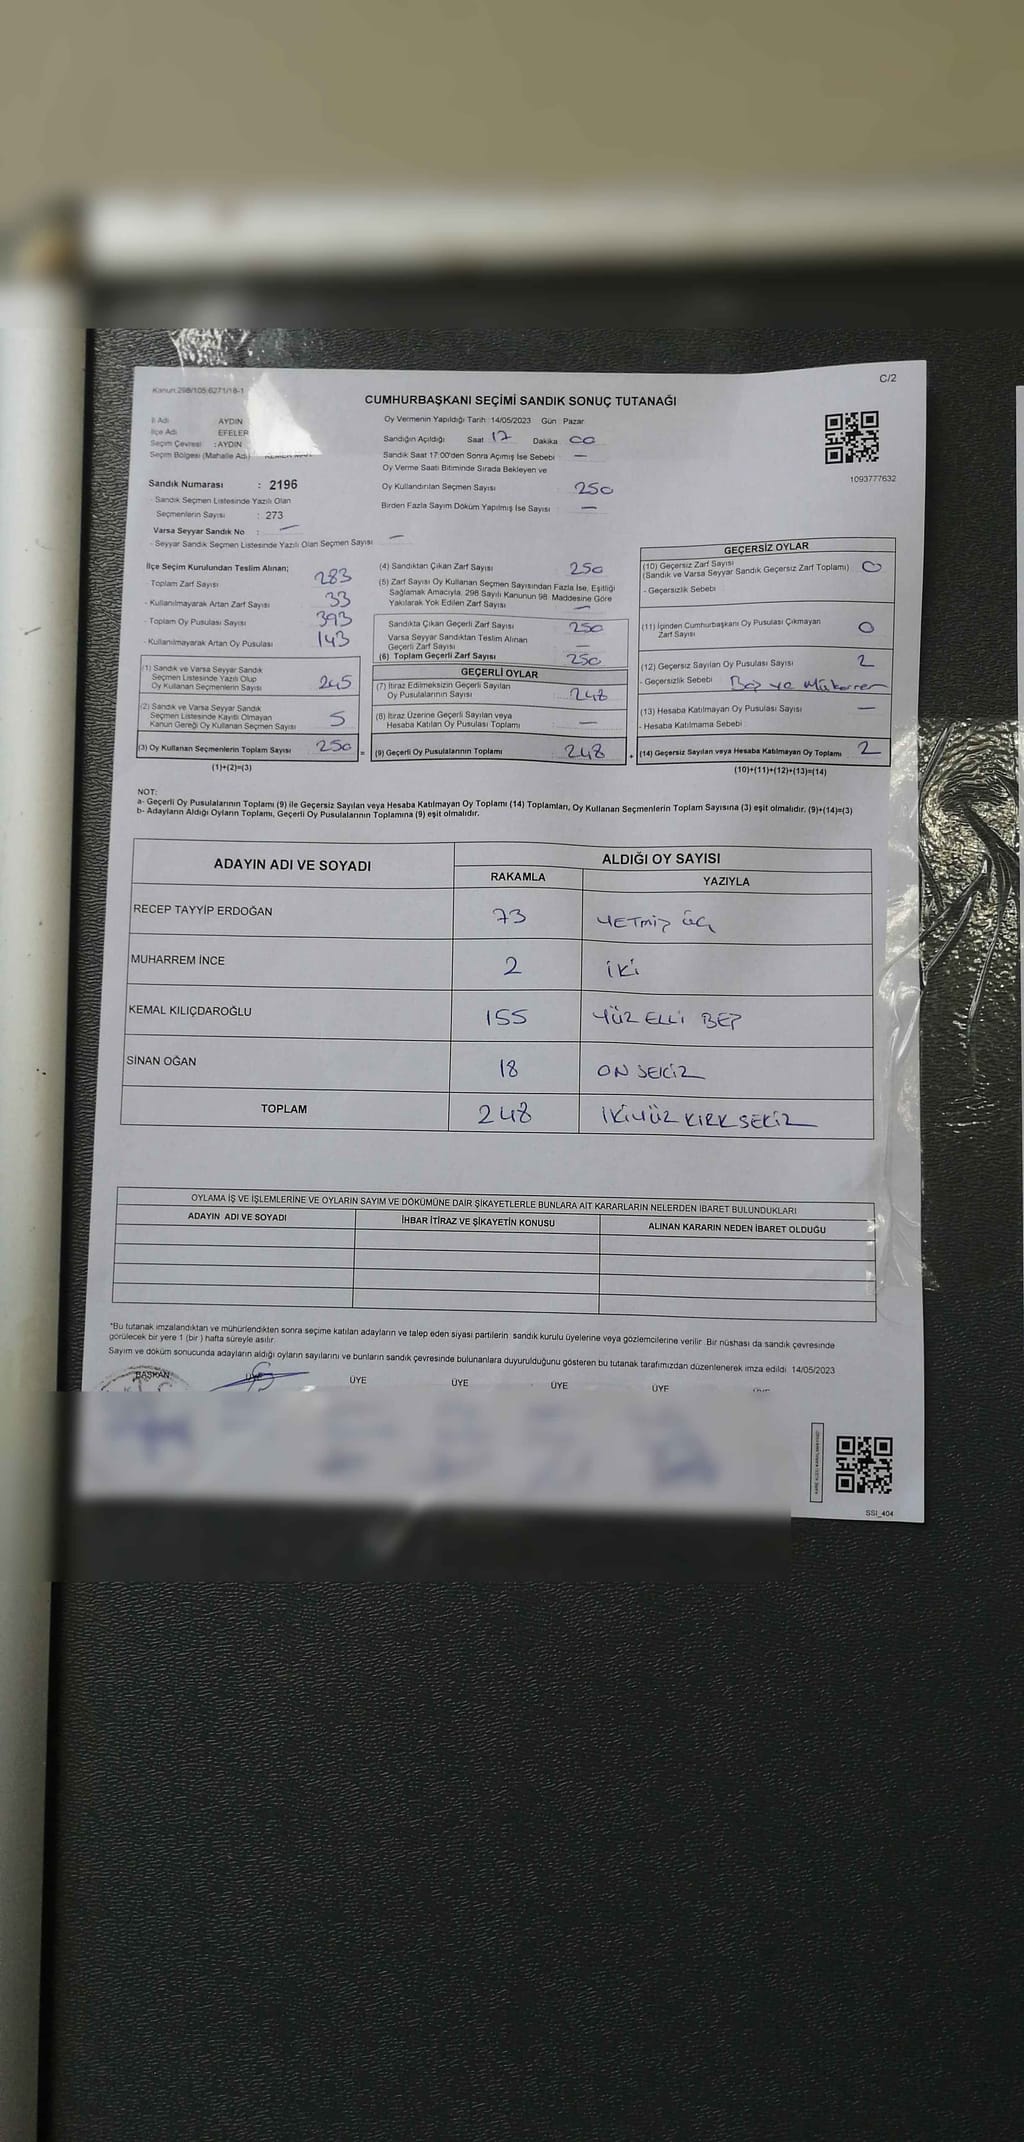 C/2
Kanun:298/105:6271/18-1
CUMHURBAŞKANI SEÇİMİ SANDIK SONUÇ TUTANAĞI
İl Adı AYDIN
İlçe Adı EFELER
Seçim Çevresi : AYDIN
Seçim Bölgesi (Mahalle Adı)
Sandık Numarası : 2196
- Sandık Seçmen Listesinde Yazılı Olan
Seçmenlerin Sayısı : 273
Varsa Seyyar Sandık No : —
- Seyyar Sandık Seçmen Listesinde Yazılı Olan Seçmen Sayısı —
Oy Vermenin Yapıldığı Tarih: 14/05/2023 Gün Pazar
Sandığın Açıldığı Saat 17 Dakika 00
Sandık Saat 17:00'den Sonra Açımış İse Sebebi —
Oy Verme Saati Bitiminde Sırada Bekleyen ve
Oy Kullandırılan Seçmen Sayısı 250
Birden Fazla Sayım Döküm Yapılmış İse Sayısı —
1093777632
İlçe Seçim Kurulundan Teslim Alınan;
- Toplam Zarf Sayısı 283
- Kullanılmayarak Artan Zarf Sayısı 33
- Toplam Oy Pusulası Sayısı 393
- Kullanılmayarak Artan Oy Pusulası 143
(1) Sandık ve Varsa Seyyar Sandık
Seçmen Listesinde Yazılı Olup
Oy Kullanan Seçmenlerin Sayısı 245
(2) Sandık ve Varsa Seyyar Sandık
Seçmen Listesinde Kayıtlı Olmayan
Kanun Gereği Oy Kullanan Seçmen Sayısı 5
(3) Oy Kullanan Seçmenlerin Toplam Sayısı 250 =
(1)+(2)=(3)
(4) Sandıktan Çıkan Zarf Sayısı 250
(5) Zarf Sayısı Oy Kullanan Seçmen Sayısından Fazla İse, Eşitliği
Sağlamak Amacıyla, 298 Sayılı Kanunun 98. Maddesine Göre
Yakılarak Yok Edilen Zarf Sayısı —
Sandıkta Çıkan Geçerli Zarf Sayısı 250
Varsa Seyyar Sandıktan Teslim Alınan
Geçerli Zarf Sayısı —
(6) Toplam Geçerli Zarf Sayısı 250
GEÇERLİ OYLAR
(7) İtiraz Edilmeksizin Geçerli Sayılan
Oy Pusulalarının Sayısı 248
(8) İtiraz Üzerine Geçerli Sayılan veya
Hesaba Katılan Oy Pusulası Toplamı —
(9) Geçerli Oy Pusulalarının Toplamı 248 +
GEÇERSİZ OYLAR
(10) Geçersiz Zarf Sayısı
(Sandık ve Varsa Seyyar Sandık Geçersiz Zarf Toplamı) 0
- Geçersizlik Sebebi
(11) İçinden Cumhurbaşkanı Oy Pusulası Çıkmayan
Zarf Sayısı 0
(12) Geçersiz Sayılan Oy Pusulası Sayısı 2
- Geçersizlik Sebebi Boş ve Mükerrer
(13) Hesaba Katılmayan Oy Pusulası Sayısı —
- Hesaba Katılmama Sebebi
(14) Geçersiz Sayılan veya Hesaba Katılmayan Oy Toplamı 2
(10)+(11)+(12)+(13)=(14)
NOT:
a- Geçerli Oy Pusulalarının Toplamı (9) ile Geçersiz Sayılan veya Hesaba Katılmayan Oy Toplamı (14) Toplamları, Oy Kullanan Seçmenlerin Toplam Sayısına (3) eşit olmalıdır. (9)+(14)=(3)
b- Adayların Aldığı Oyların Toplamı, Geçerli Oy Pusulalarının Toplamına (9) eşit olmalıdır.
ADAYIN ADI VE SOYADI ALDIĞI OY SAYISI
RAKAMLA YAZIYLA
RECEP TAYYİP ERDOĞAN 73 YETMİŞ ÜÇ
MUHARREM İNCE 2 İKİ
KEMAL KILIÇDAROĞLU 155 YÜZ ELLİ BEŞ
SİNAN OĞAN 18 ON SEKİZ
TOPLAM 248 İKİYÜZ KIRK SEKİZ
OYLAMA İŞ VE İŞLEMLERİNE VE OYLARIN SAYIM VE DÖKÜMÜNE DAİR ŞİKAYETLERLE BUNLARA AİT KARARLARIN NELERDEN İBARET BULUNDUKLARI
ADAYIN ADI VE SOYADI İHBAR İTİRAZ VE ŞİKAYETİN KONUSU ALINAN KARARIN NEDEN İBARET OLDUĞU
*Bu tutanak imzalandıktan ve mühürlendikten sonra seçime katılan adayların ve talep eden siyasi partilerin sandık kurulu üyelerine veya gözlemcilerine verilir. Bir nüshası da sandık çevresinde
görülecek bir yere 1 (bir) hafta süreyle asılır.
Sayım ve döküm sonucunda adayların aldığı oyların sayılarını ve bunların sandık çevresinde bulunanlara duyurulduğunu gösteren bu tutanak tarafımızdan düzenlenerek imza edildi. 14/05/2023
BAŞKAN ÜYE ÜYE ÜYE ÜYE ÜYE
SSI_404